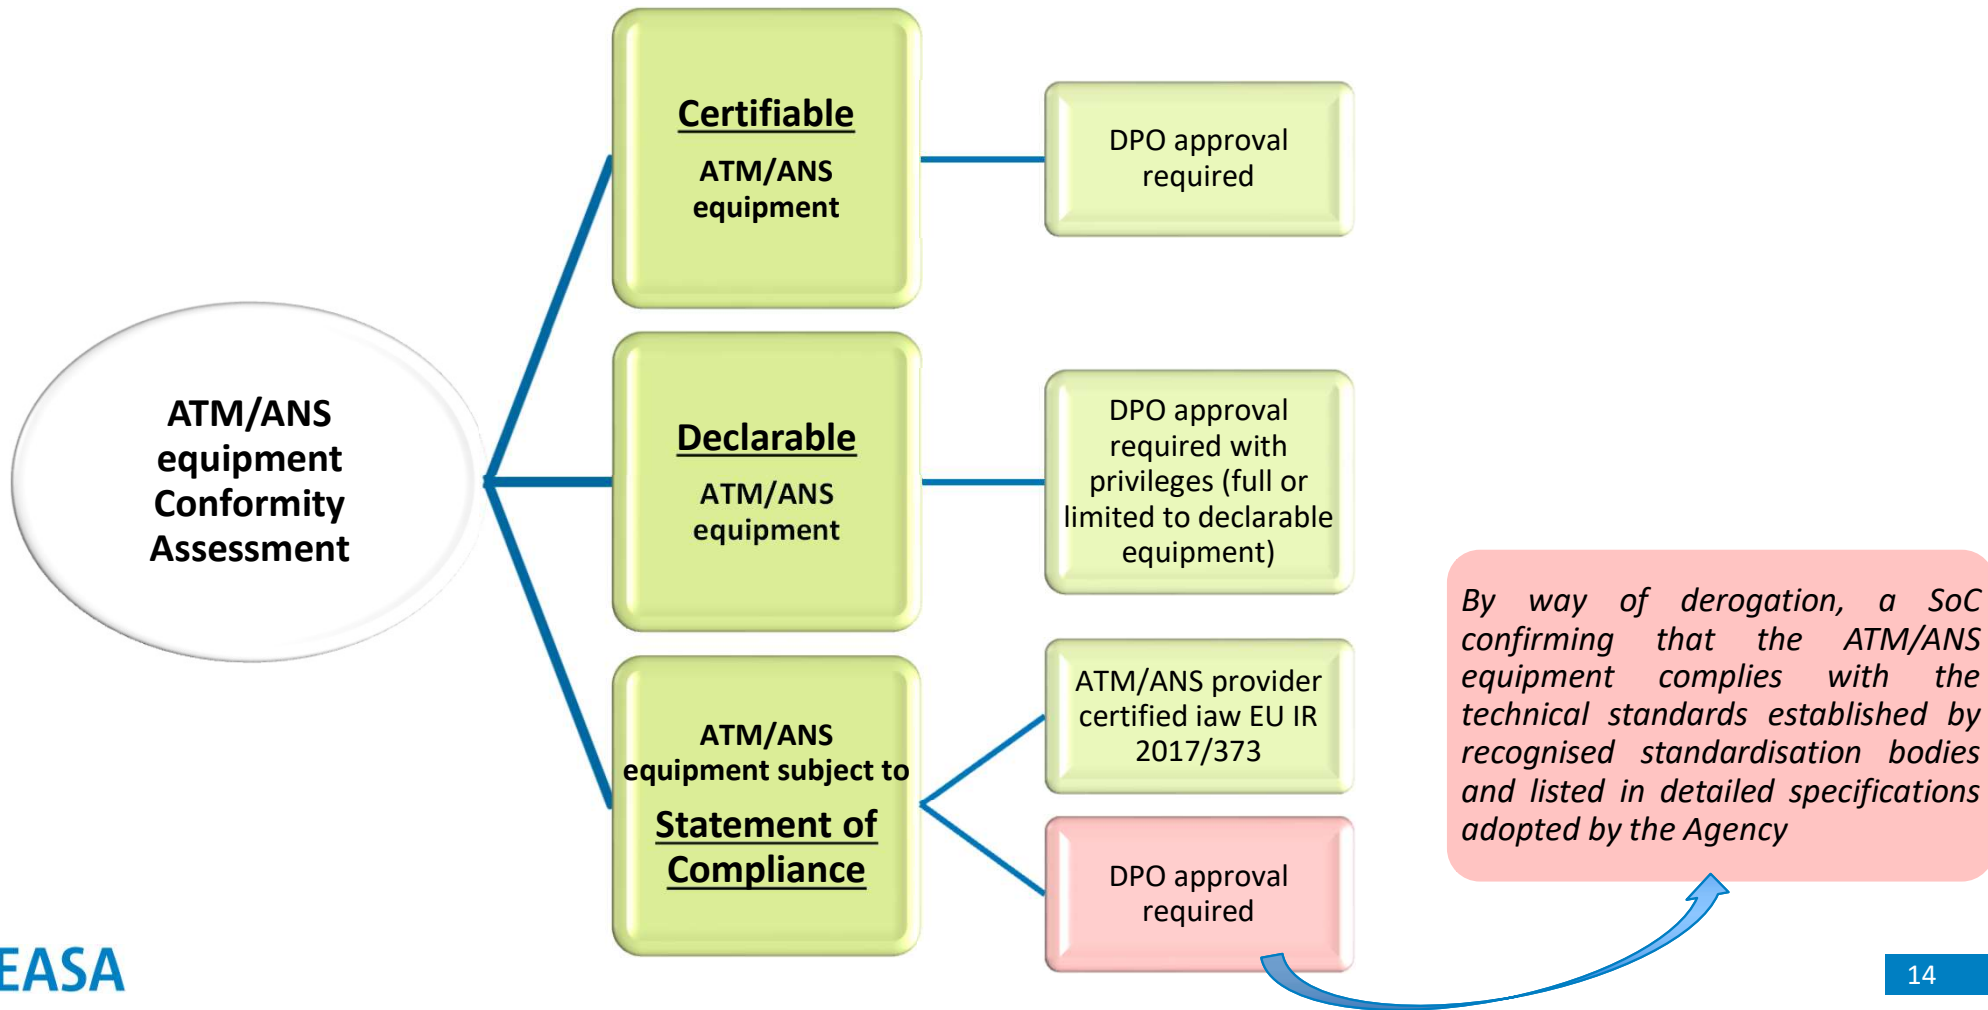 ATM/ANS
equipment
Conformity
Assessment
Certifiable
ATM/ANS
equipment
DPO approval
required
Declarable
ATM/ANS
equipment
DPO approval
required with
privileges (full or
limited to declarable
equipment)
ATM/ANS
equipment subject to
Statement of
Compliance
ATM/ANS provider
certified iaw EU IR
2017/373
DPO approval
required
By way of derogation, a SoC
confirming that the ATM/ANS
equipment complies with the
technical standards established by
recognised standardisation bodies
and listed in detailed specifications
adopted by the Agency
EASA
14